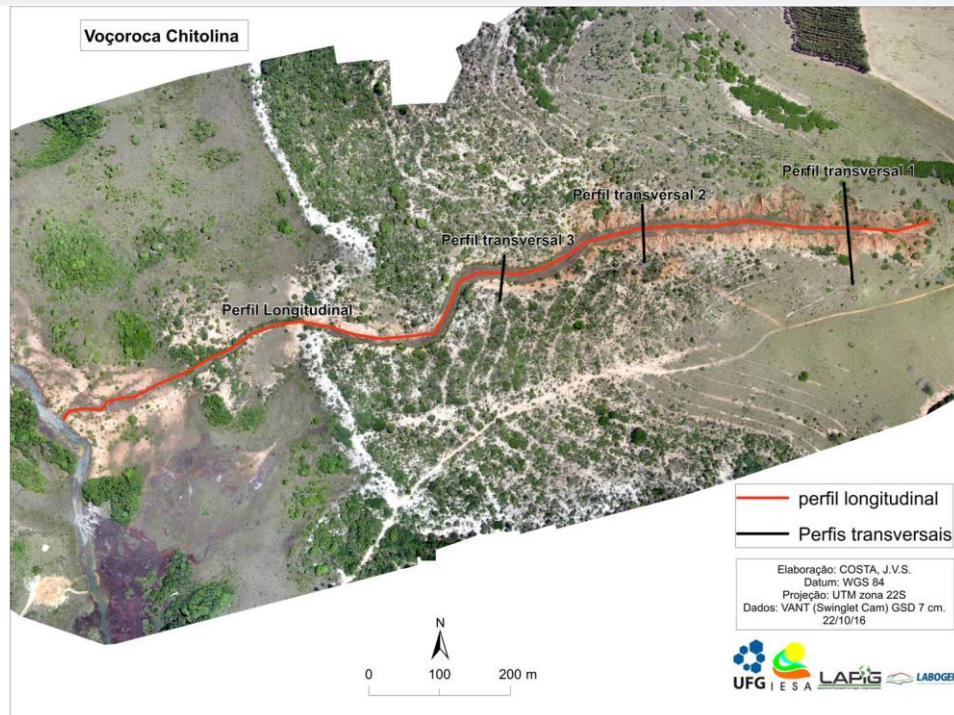 Voçoroca Chitolina
Perfil transversal 1
Perfil transversal 2
Perfil transversal 3
Perfil Longitudinal
perfil longitudinal
Perfis transversais
Elaboração: COSTA, J.V.S.
Datum: WGS 84
Projeção: UTM zona 22S
Dados: VANT (Swinglet Cam) GSD 7 cm.
22/10/16
N
0 100 200 m
UFG IESA LAPIG LABOGEF